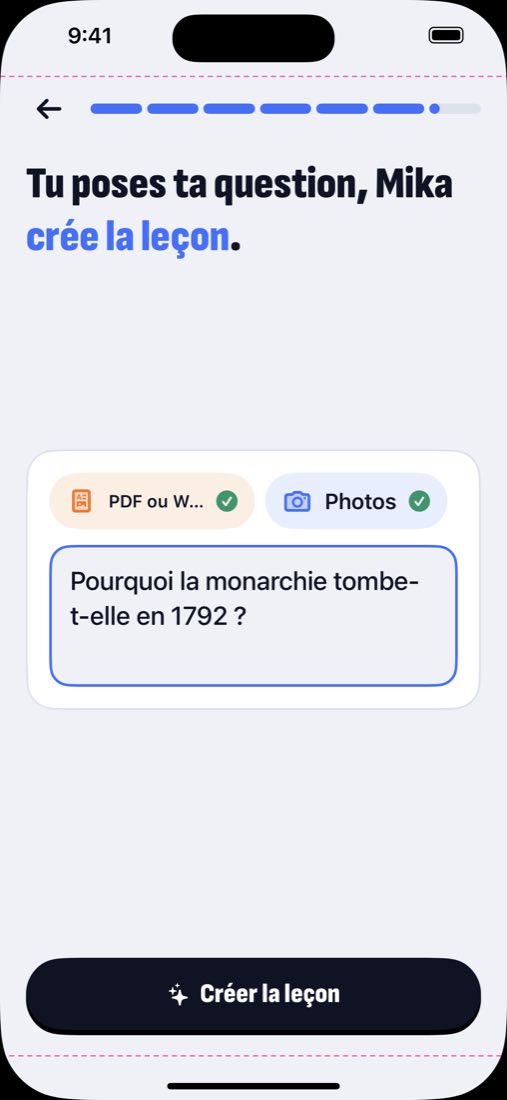 9:41
Tu poses ta question, Mika
crée la leçon.
PDF ou W...
Photos
Pourquoi la monarchie tombe-
t-elle en 1792 ?
Créer la leçon